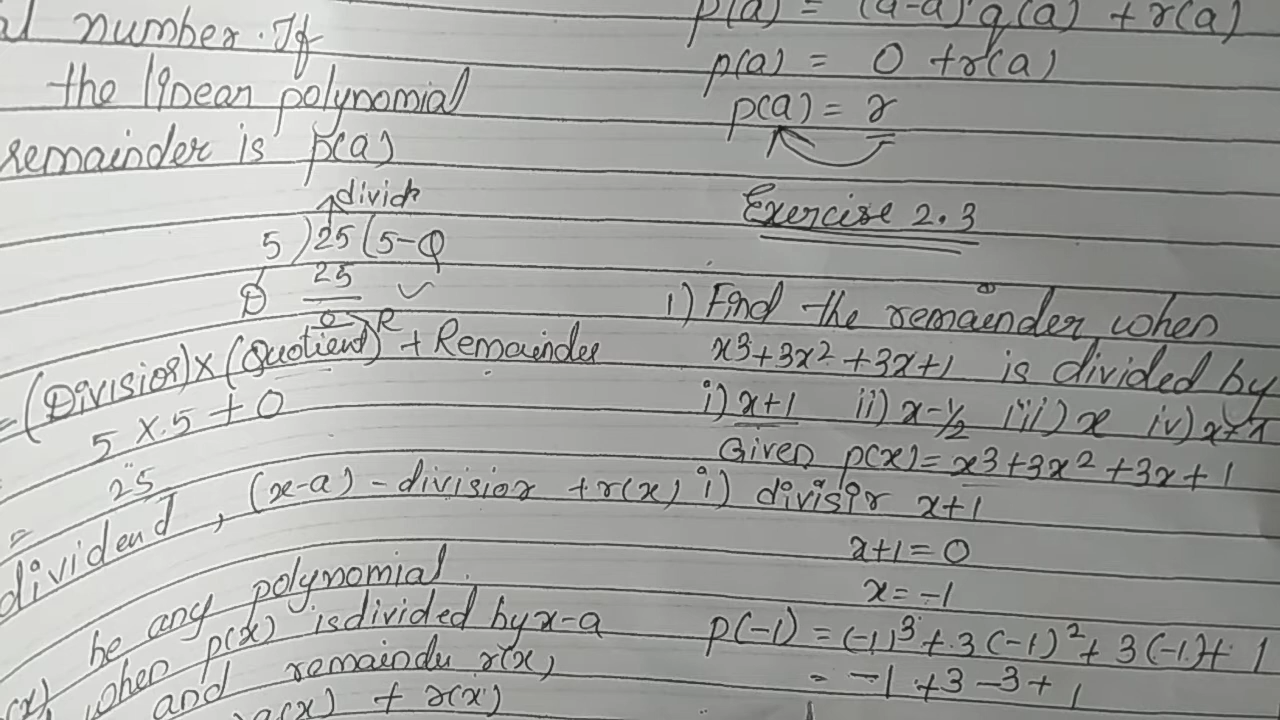 al number. If
the linear polynomial
remainder is p(a)
divid
5 ) 25 ( 5-Q
D 25
0 R
= (Division) x (Quotient) + Remainder
5 x 5 + 0
= 25
dividend, (x-a) - division + r(x)
be any polynomial.
when p(x) is divided by x-a
and remaindu r(x),
q(x) + r(x)
p(a) = (a-a) q(a) + r(a)
p(a) = 0 + r(a)
p(a) = r
Exercise 2.3
1) Find the remainder when
x3+3x2+3x+1 is divided by
i) x+1 ii) x-1/2 iii) x iv) x+π
Given p(x) = x3+3x2+3x+1
i) divisir x+1
x+1=0
x=-1
p(-1) = (-1)3+3(-1)2+3(-1)+1
= -1+3-3+1